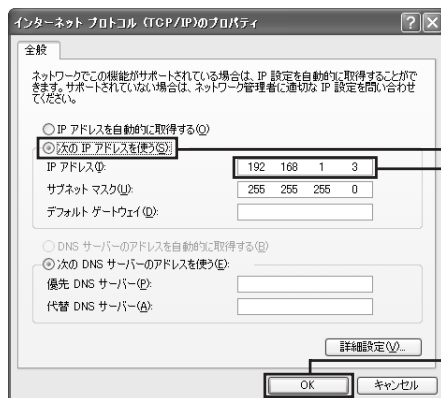 インターネット プロトコル (TCP/IP)のプロパティ
全般
ネットワークでこの機能がサポートされている場合は、IP 設定を自動的に取得することがで
きます。サポートされていない場合は、ネットワーク管理者に適切な IP 設定を問い合わせ
てください。
IP アドレスを自動的に取得する(O)
次の IP アドレスを使う(S):
IP アドレス(I): 192 168 1 3
サブネット マスク(U): 255 255 255 0
デフォルト ゲートウェイ(D):
DNS サーバーのアドレスを自動的に取得する(B)
次の DNS サーバーのアドレスを使う(E):
優先 DNS サーバー(P):
代替 DNS サーバー(A):
詳細設定(V)...
OK キャンセル